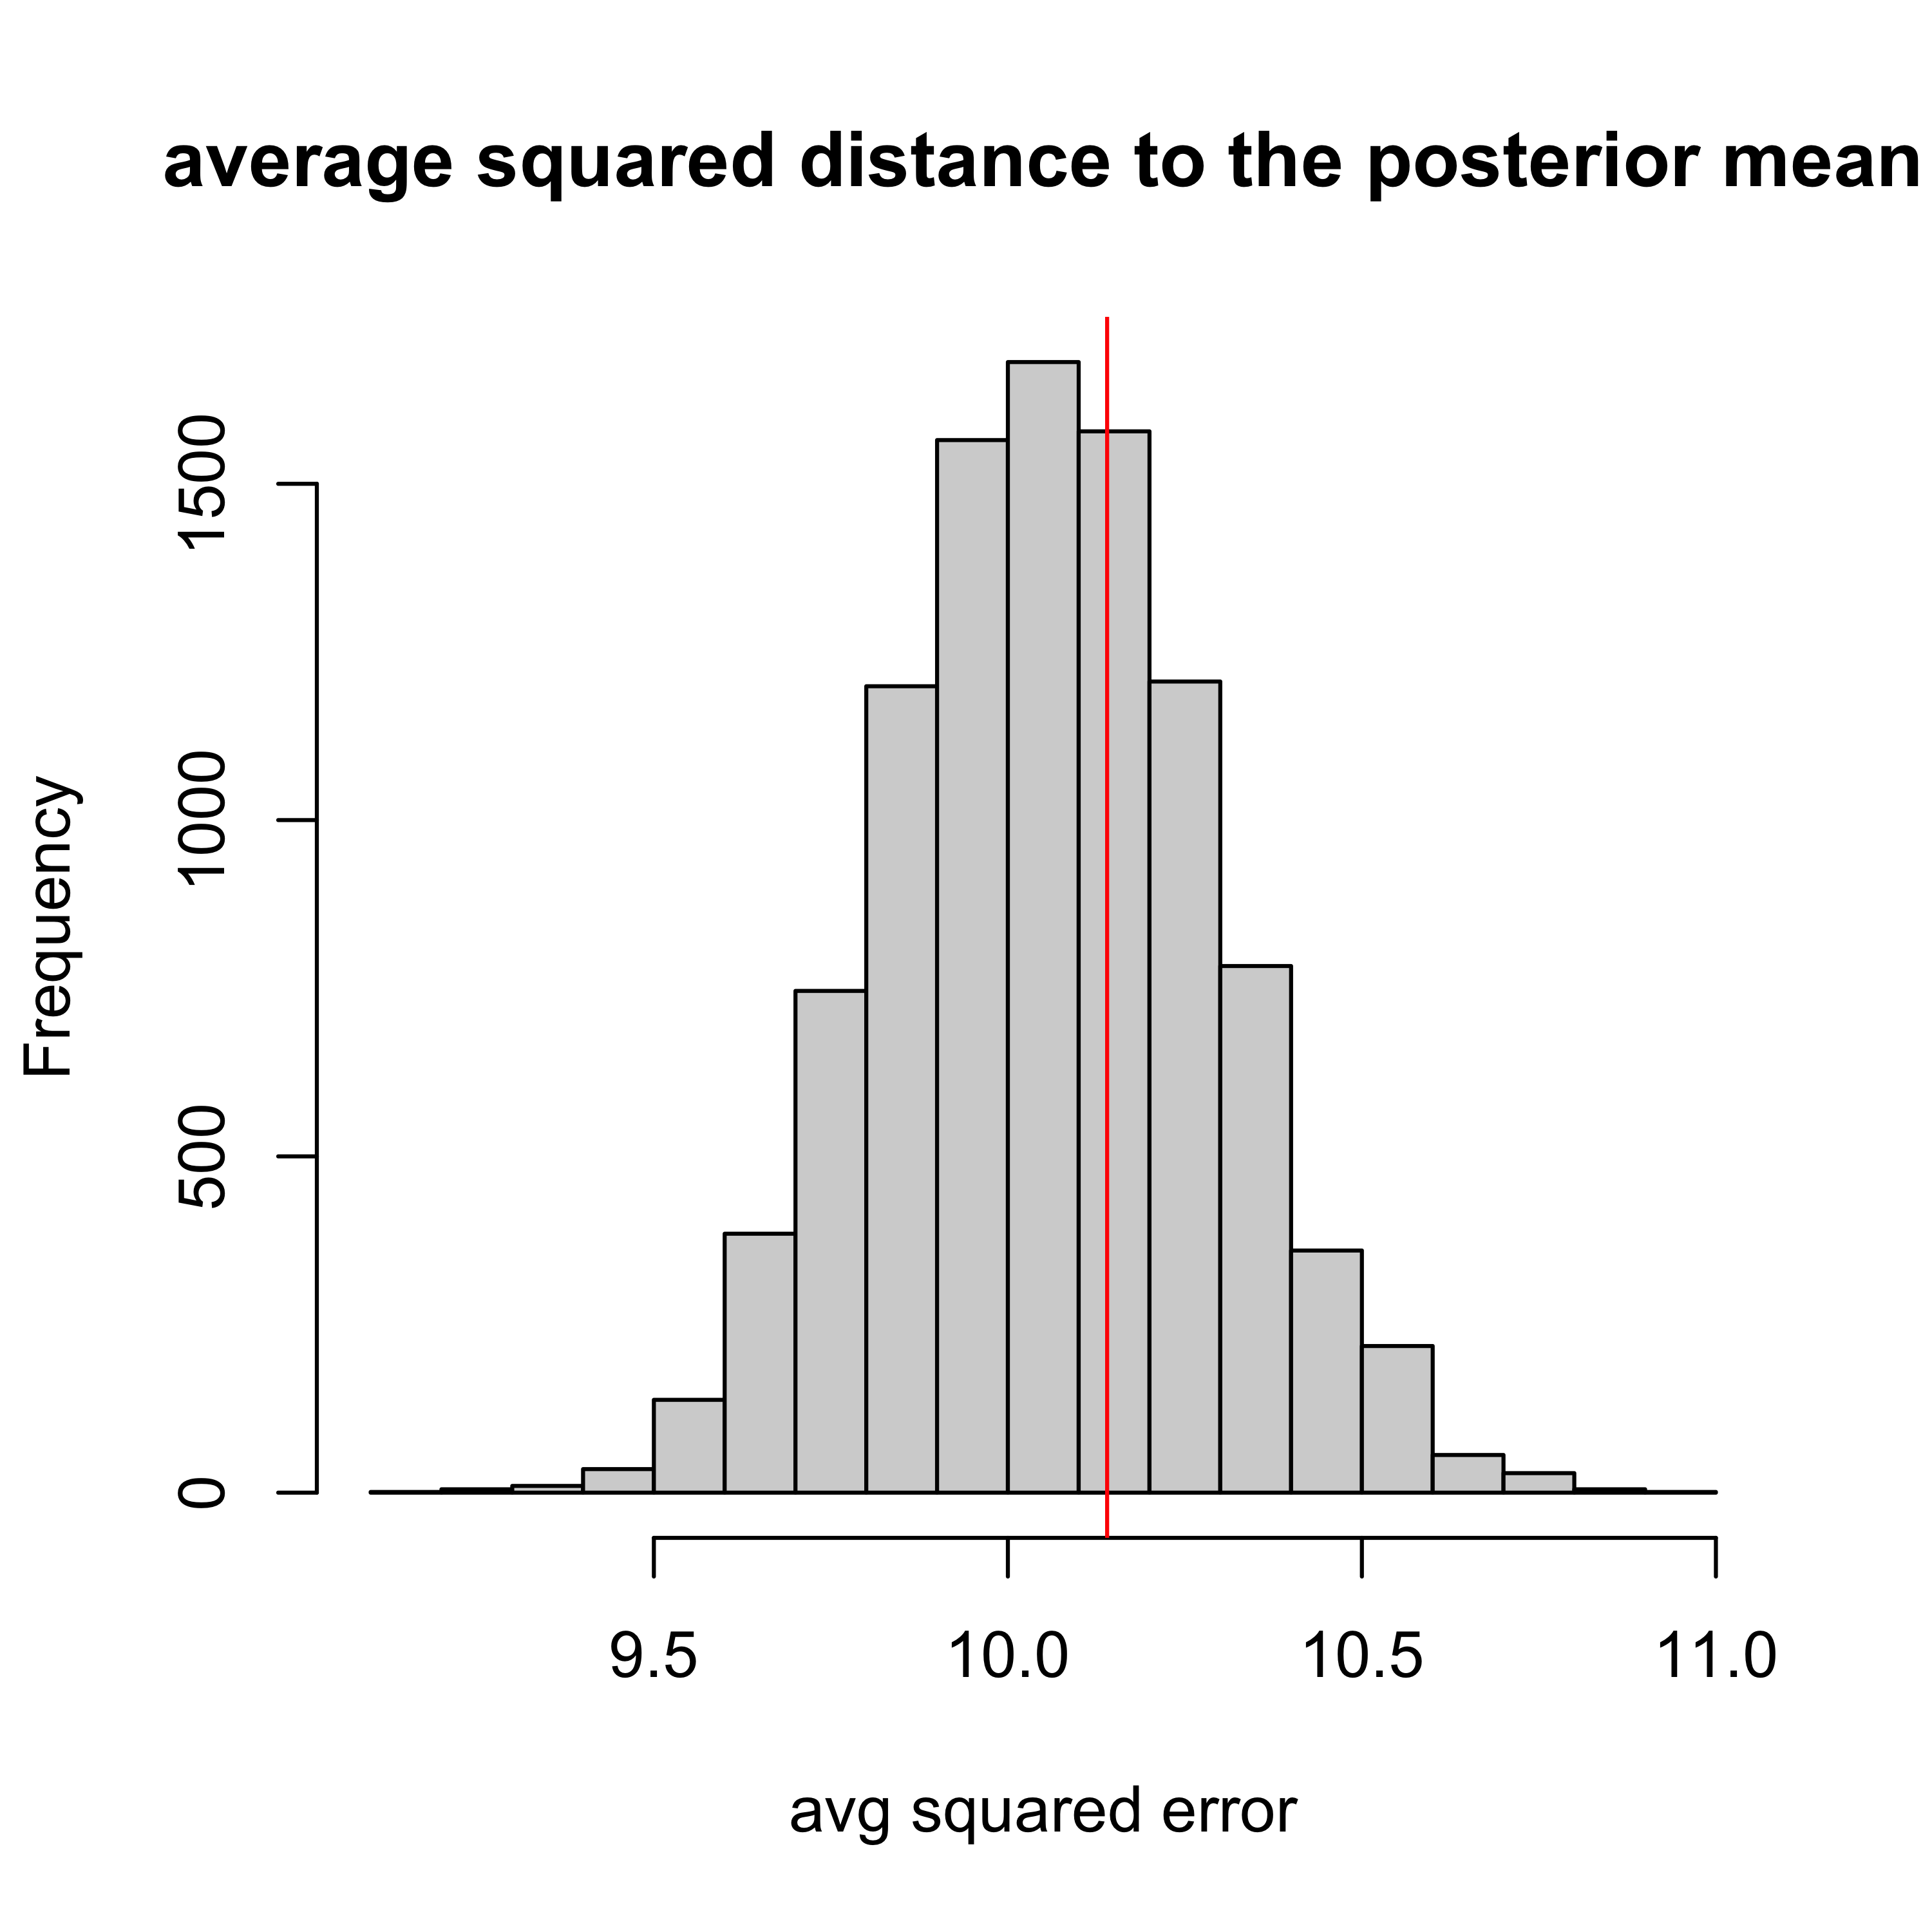 average squared distance to the posterior mean
Frequency
1500
1000
500
0
9.5 10.0 10.5 11.0
avg squared error